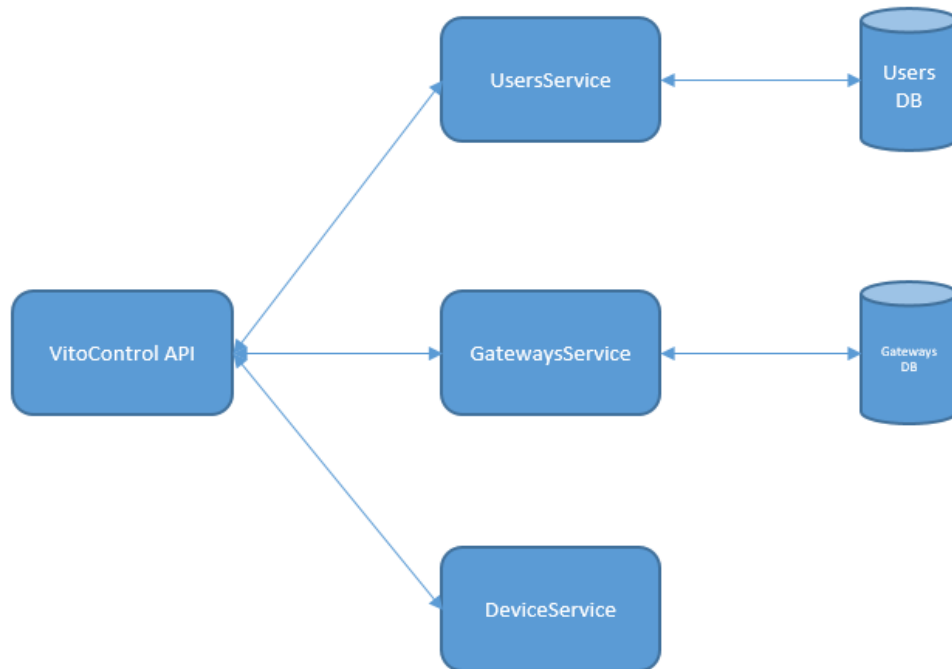 UsersService
Users
DB
VitoControl API
GatewaysService
Gateways
DB
DeviceService